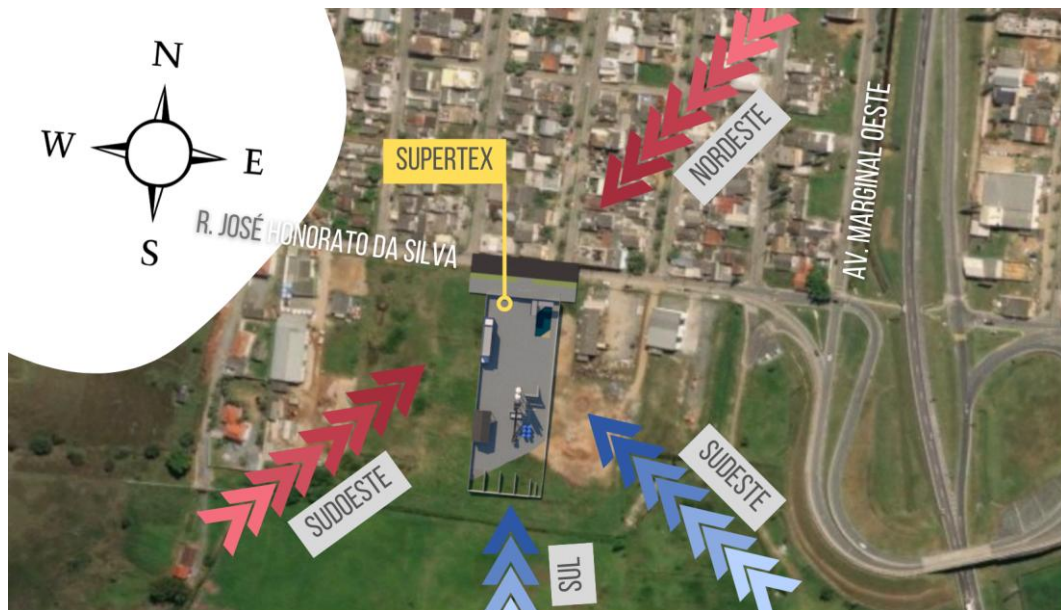 N
W
E
S
SUPERTEX
NORDESTE
AV. MARGINAL OESTE
R. JOSÉ HONORATO DA SILVA
SUDOESTE
SUL
SUDESTE